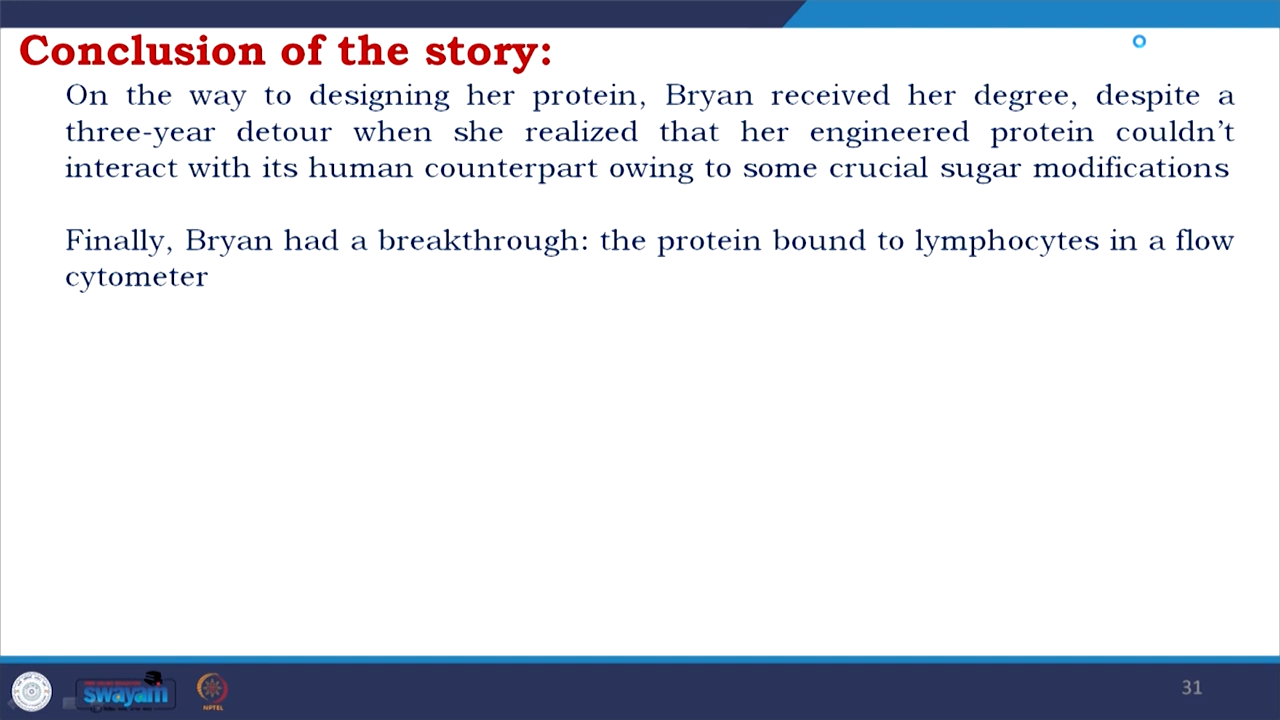 Conclusion of the story:
On the way to designing her protein, Bryan received her degree, despite a
three-year detour when she realized that her engineered protein couldn't
interact with its human counterpart owing to some crucial sugar modifications
Finally, Bryan had a breakthrough: the protein bound to lymphocytes in a flow
cytometer
swayam
NPTEL
31